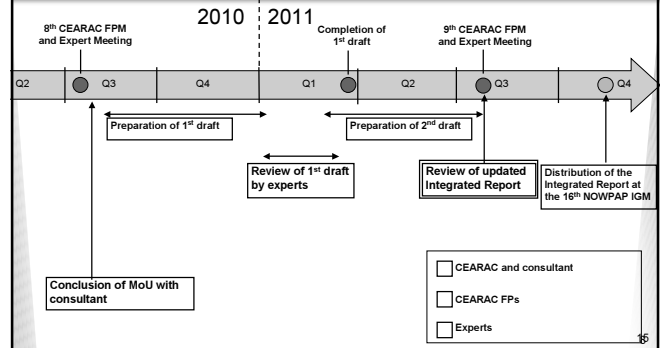 2010 2011
8th CEARAC FPM
and Expert Meeting
Completion of
1st draft
9th CEARAC FPM
and Expert Meeting
Q2 Q3 Q4 Q1 Q2 Q3 Q4
Preparation of 1st draft
Preparation of 2nd draft
Review of 1st draft
by experts
Review of updated
Integrated Report
Distribution of the
Integrated Report at
the 16th NOWPAP IGM
Conclusion of MoU with
consultant
CEARAC and consultant
CEARAC FPs
Experts